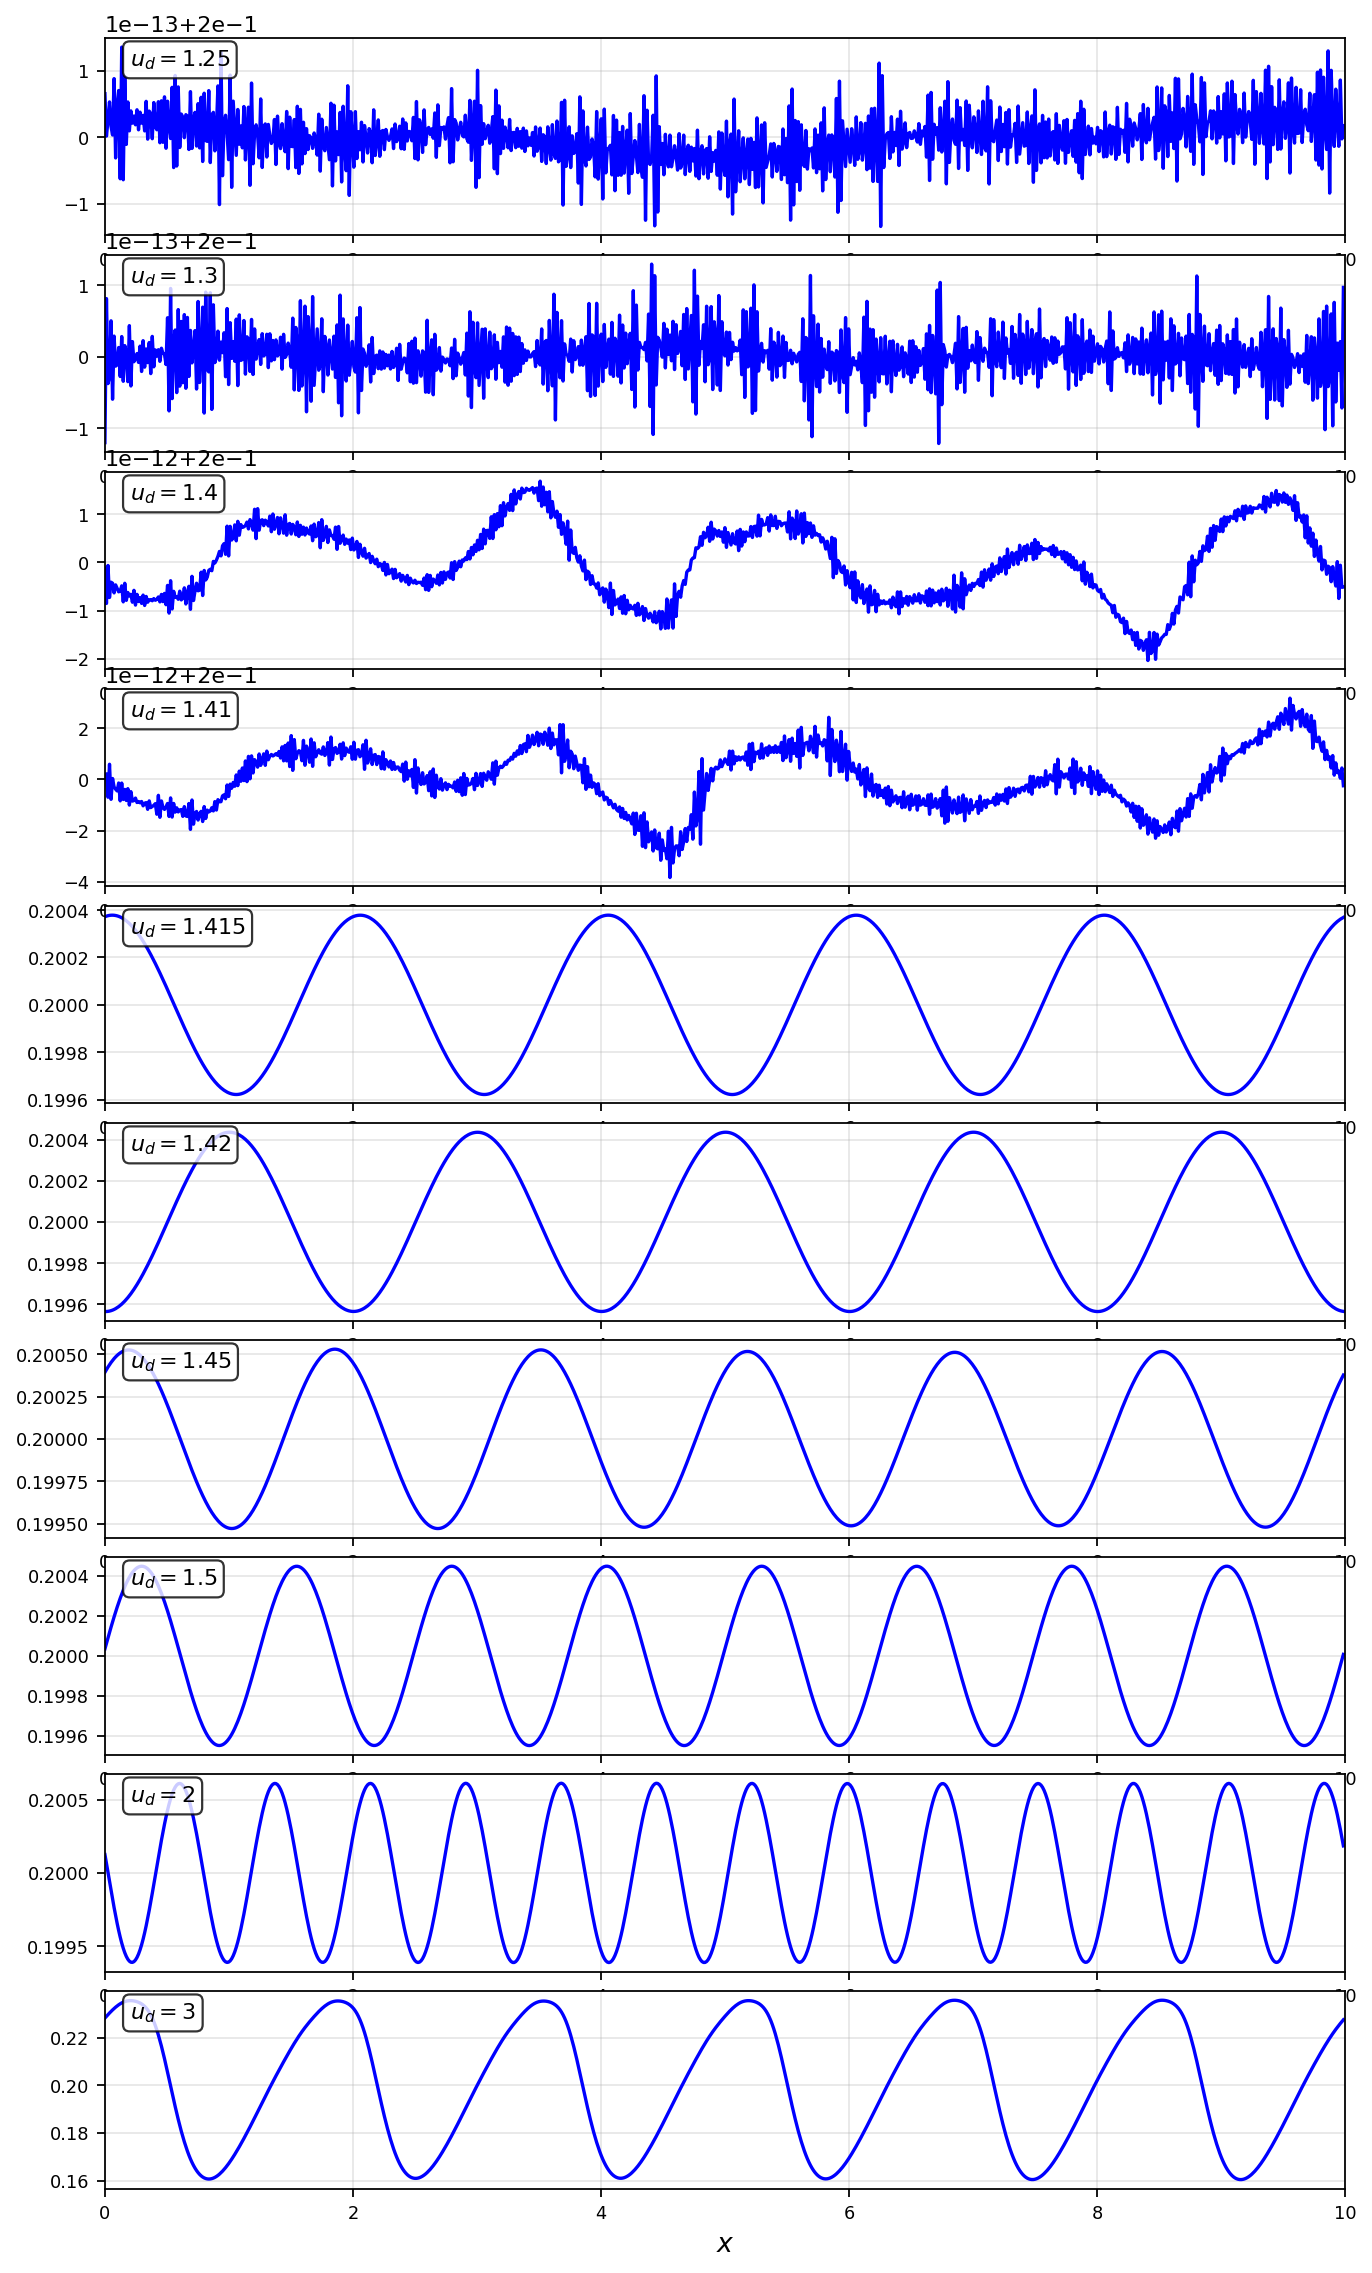 1e−13+2e−1
u_d = 1.25
1
0
−1
1e−13+2e−1
u_d = 1.3
1
0
−1
1e−12+2e−1
u_d = 1.4
1
0
−1
−2
1e−12+2e−1
u_d = 1.41
2
0
−2
−4
u_d = 1.415
0.2004
0.2002
0.2000
0.1998
0.1996
u_d = 1.42
0.2004
0.2002
0.2000
0.1998
0.1996
u_d = 1.45
0.20050
0.20025
0.20000
0.19975
0.19950
u_d = 1.5
0.2004
0.2002
0.2000
0.1998
0.1996
u_d = 2
0.2005
0.2000
0.1995
u_d = 3
0.22
0.20
0.18
0.16
0 2 4 6 8 10
x